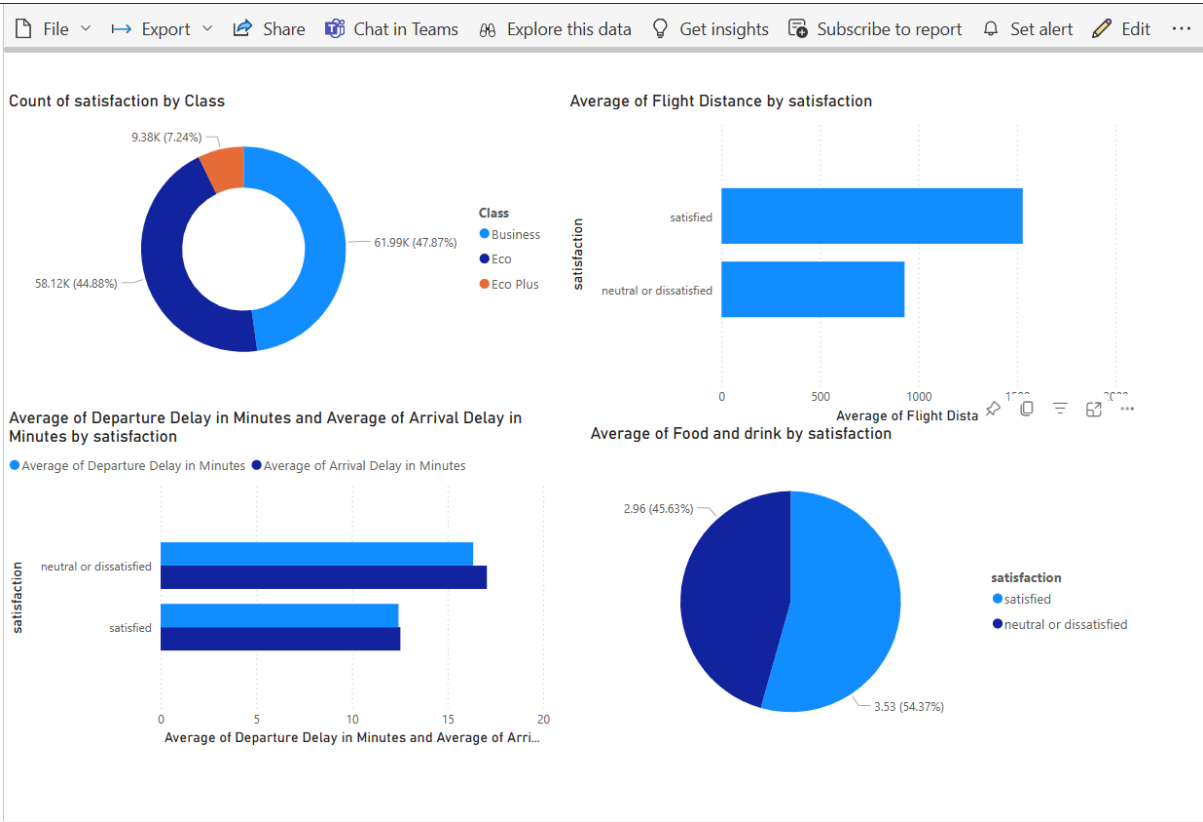 File Export Share Chat in Teams Explore this data Get insights Subscribe to report Set alert Edit ...
Count of satisfaction by Class
9.38K (7.24%)
61.99K (47.87%)
58.12K (44.88%)
Class
Business
Eco
Eco Plus
Average of Flight Distance by satisfaction
satisfaction
satisfied
neutral or dissatisfied
0 500 1000
Average of Flight Dista
Average of Departure Delay in Minutes and Average of Arrival Delay in
Minutes by satisfaction
Average of Departure Delay in Minutes Average of Arrival Delay in Minutes
satisfaction
neutral or dissatisfied
satisfied
0 5 10 15 20
Average of Departure Delay in Minutes and Average of Arri...
Average of Food and drink by satisfaction
2.96 (45.63%)
3.53 (54.37%)
satisfaction
satisfied
neutral or dissatisfied